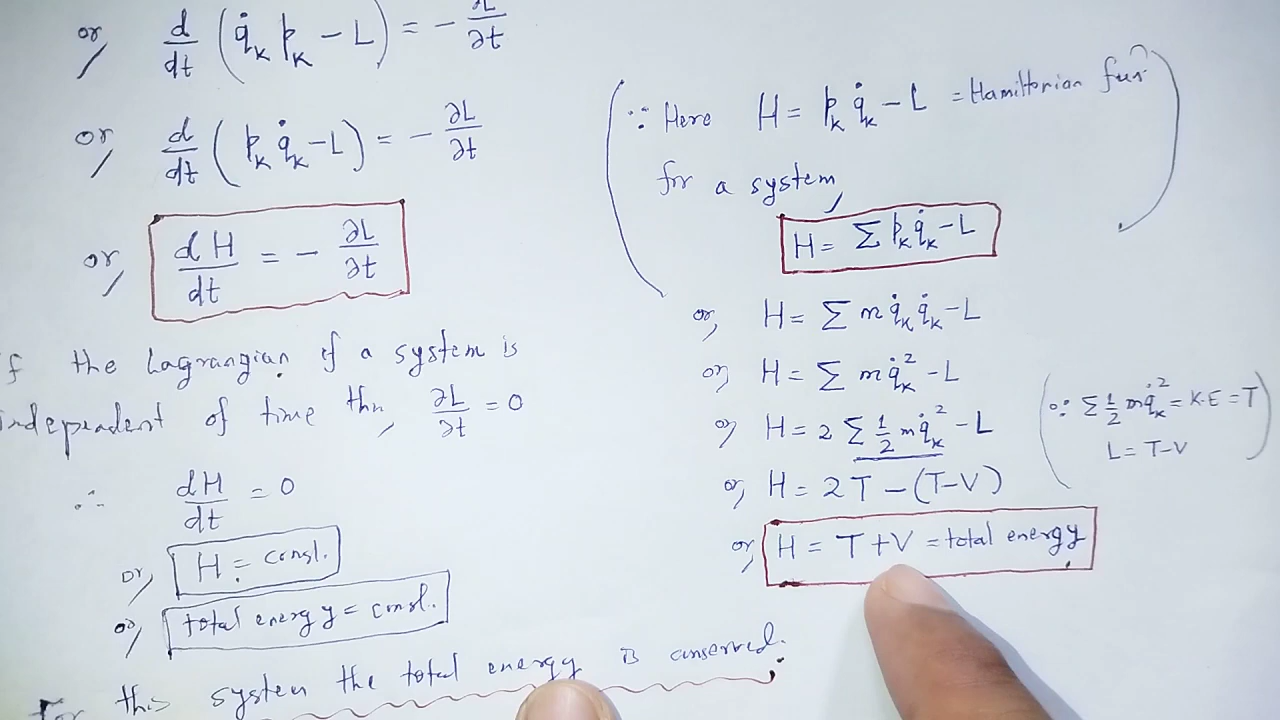 or, d/dt (q̇ₖ pₖ − L) = − ∂L/∂t
or, d/dt (pₖ q̇ₖ − L) = − ∂L/∂t
or, dH/dt = − ∂L/∂t
If the Lagrangian of a system is
independent of time then, ∂L/∂t = 0
∴ dH/dt = 0
or, H = const.
or, total energy = const.
For this system the total energy is conserved.
(∵ Here H = pₖ q̇ₖ − L = Hamiltonian fun
for a system)
H = Σ pₖ q̇ₖ − L
or, H = Σ m q̇ₖ q̇ₖ − L
or, H = Σ m q̇ₖ² − L
or, H = 2 Σ ½ m q̇ₖ² − L
(∵ Σ ½ m q̇ₖ² = K.E = T
L = T − V)
or, H = 2T − (T − V)
or, H = T + V = total energy